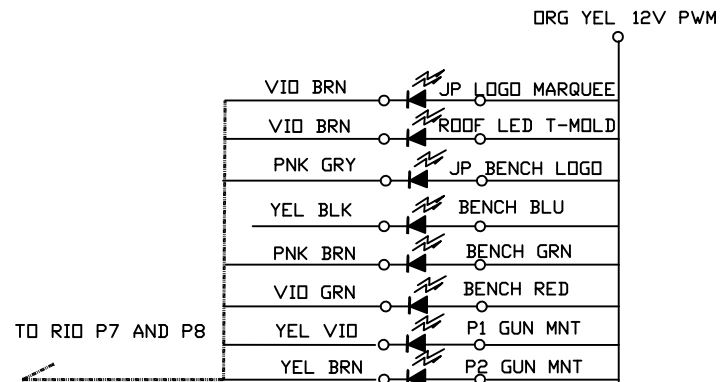 ORG YEL 12V PWM
VIO BRN JP LOGO MARQUEE
VIO BRN ROOF LED T-MOLD
PNK GRY JP BENCH LOGO
YEL BLK BENCH BLU
PNK BRN BENCH GRN
VIO GRN BENCH RED
TO RIO P7 AND P8 YEL VIO P1 GUN MNT
YEL BRN P2 GUN MNT